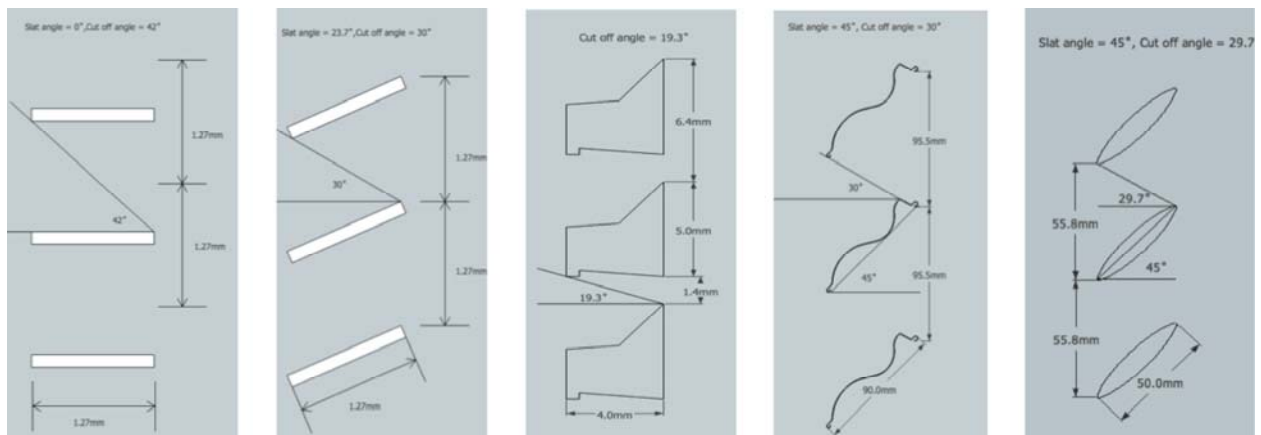 Slat angle = 0°,Cut off angle = 42°
1.27mm
42°
1.27mm
1.27mm
Slat angle = 23.7°,Cut off angle = 30°
1.27mm
30°
1.27mm
1.27mm
Cut off angle = 19.3°
6.4mm
5.0mm
1.4mm
19.3°
4.0mm
Slat angle = 45°, Cut off angle = 30°
95.5mm
30°
95.5mm
45°
90.0mm
Slat angle = 45°, Cut off angle = 29.7
29.7°
55.8mm
45°
55.8mm
50.0mm